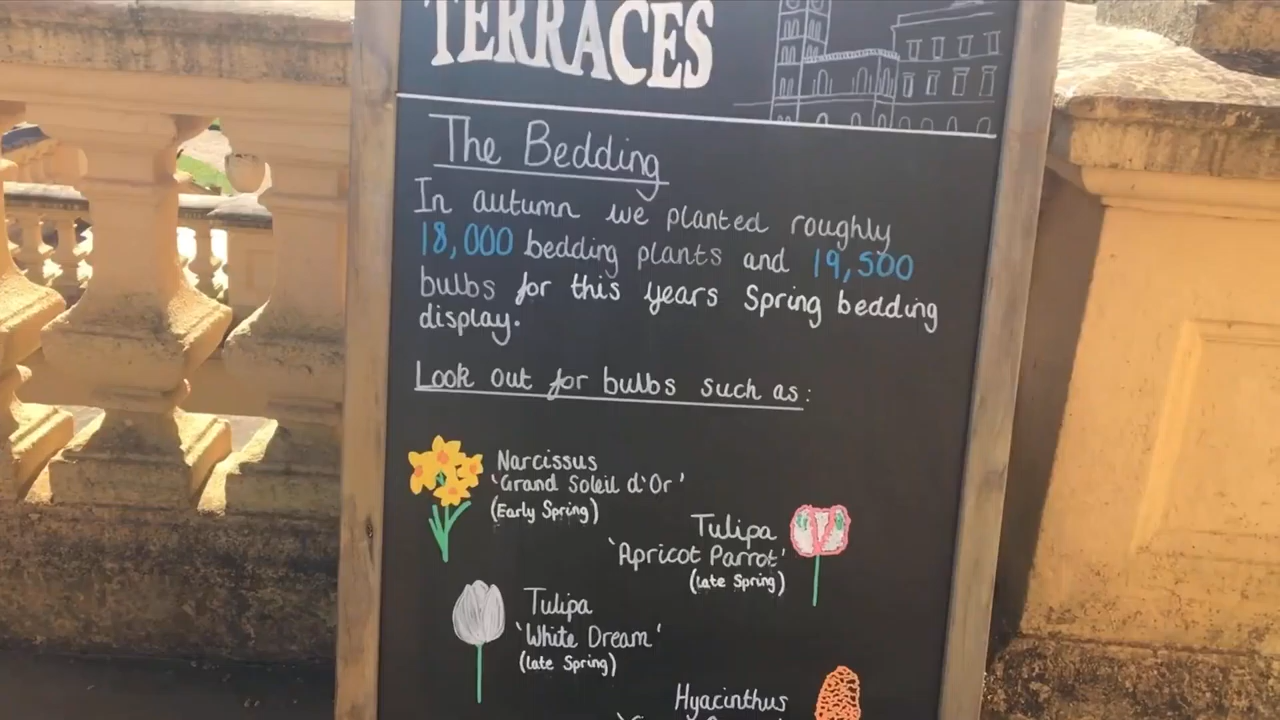 TERRACES
The Bedding
In autumn we planted roughly
18,000 bedding plants and 19,500
bulbs for this years Spring bedding
display.
Look out for bulbs such as:
Narcissus
'Grand Soleil d'Or'
(Early Spring)
Tulipa
'Apricot Parrot'
(late Spring)
Tulipa
'White Dream'
(late Spring)
Hyacinthus